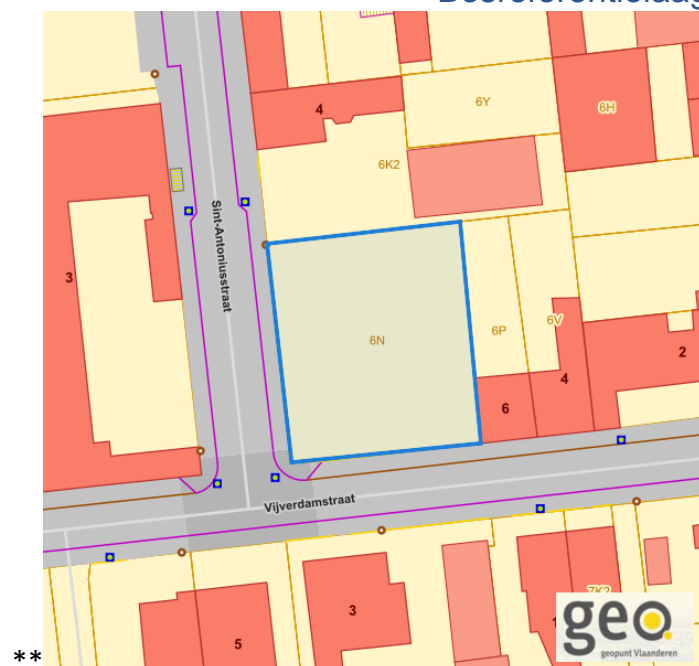 4
6Y
6H
6K2
Sint-Antoniusstraat
3
6N
6P
6V
2
4
6
Vijverdamstraat
3
5
7K2
geo.
geopunt Vlaanderen
**